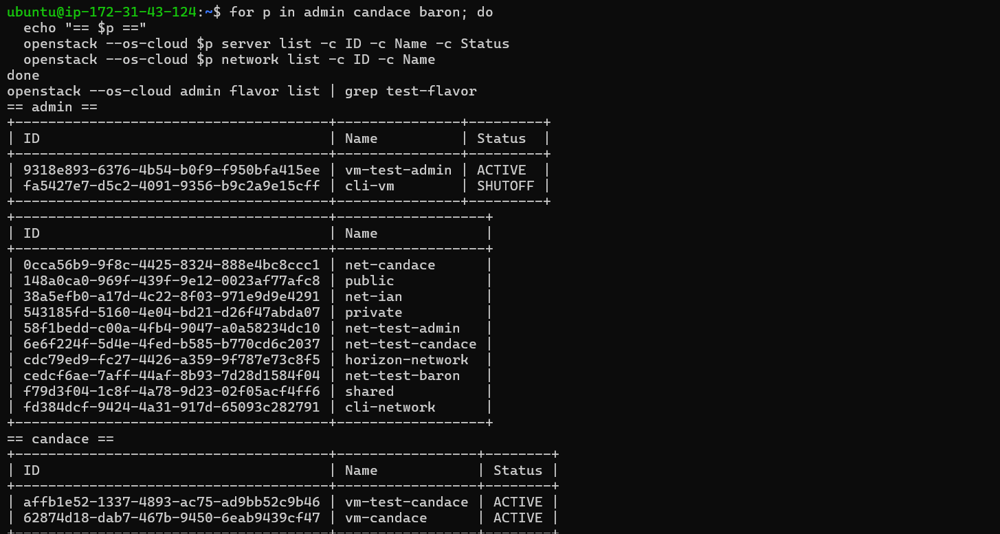 ubuntu@ip-172-31-43-124:~$ for p in admin candace baron; do
  echo "== $p =="
  openstack --os-cloud $p server list -c ID -c Name -c Status
  openstack --os-cloud $p network list -c ID -c Name
done
openstack --os-cloud admin flavor list | grep test-flavor
== admin ==
+--------------------------------------+---------------+---------+
| ID                                   | Name          | Status  |
+--------------------------------------+---------------+---------+
| 9318e893-6376-4b54-b0f9-f950bfa415ee | vm-test-admin | ACTIVE  |
| fa5427e7-d5c2-4091-9356-b9c2a9e15cff | cli-vm        | SHUTOFF |
+--------------------------------------+---------------+---------+
+--------------------------------------+------------------+
| ID                                   | Name             |
+--------------------------------------+------------------+
| 0cca56b9-9f8c-4425-8324-888e4bc8ccc1 | net-candace      |
| 148a0ca0-969f-439f-9e12-0023af77afc8 | public           |
| 38a5efb0-a17d-4c22-8f03-971e9d9e4291 | net-ian          |
| 543185fd-5160-4e04-bd21-d26f47abda07 | private          |
| 58f1bedd-c00a-4fb4-9047-a0a58234dc10 | net-test-admin   |
| 6e6f224f-5d4e-4fed-b585-b770cd6c2037 | net-test-candace |
| cdc79ed9-fc27-4426-a359-9f787e73c8f5 | horizon-network  |
| cedcf6ae-7aff-44af-8b93-7d28d1584f04 | net-test-baron   |
| f79d3f04-1c8f-4a78-9d23-02f05acf4ff6 | shared           |
| fd384dcf-9424-4a31-917d-65093c282791 | cli-network      |
+--------------------------------------+------------------+
== candace ==
+--------------------------------------+-----------------+--------+
| ID                                   | Name            | Status |
+--------------------------------------+-----------------+--------+
| affb1e52-1337-4893-ac75-ad9bb52c9b46 | vm-test-candace | ACTIVE |
| 62874d18-dab7-467b-9450-6eab9439cf47 | vm-candace      | ACTIVE |
+--------------------------------------+-----------------+--------+